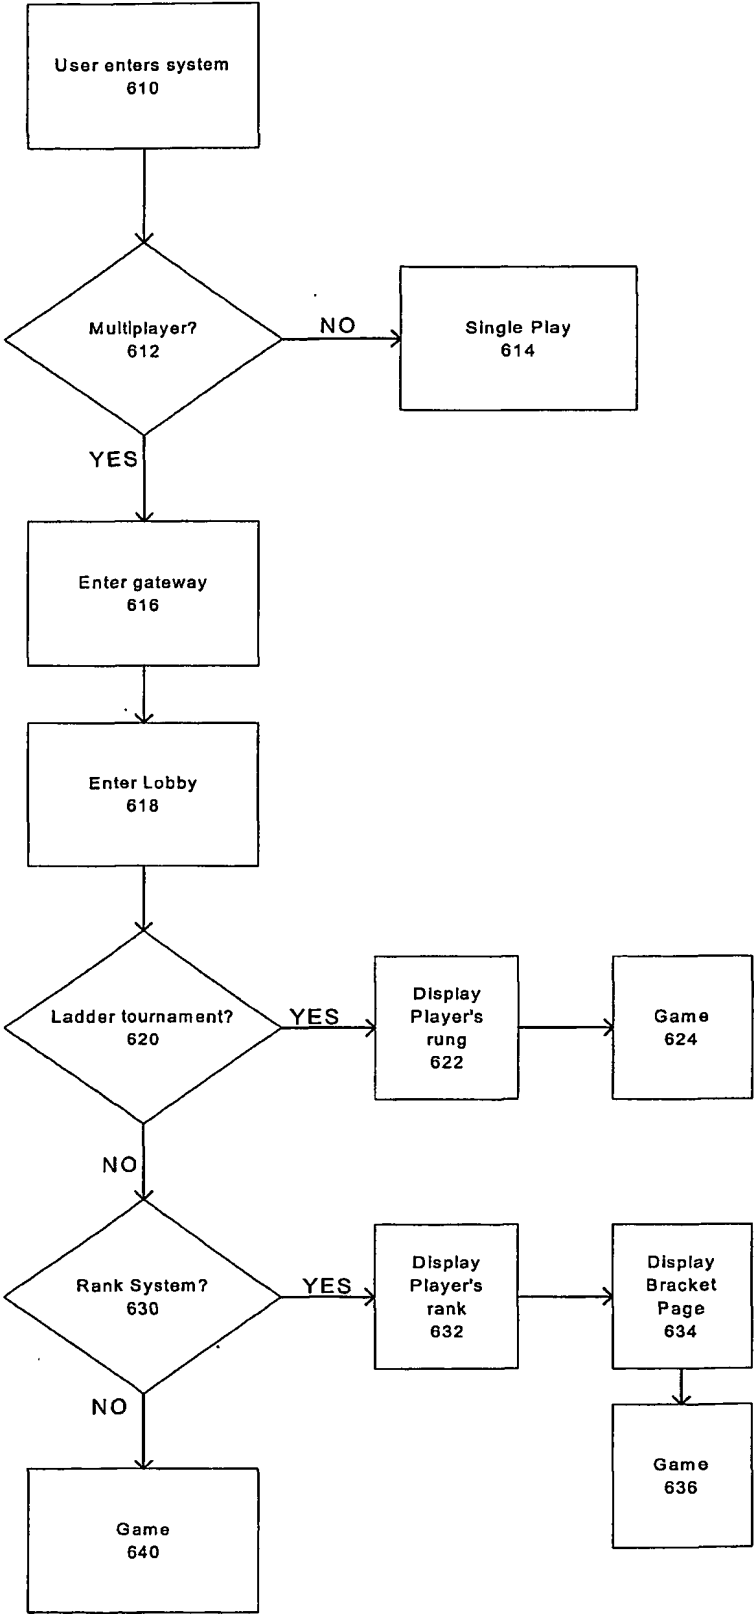 User enters system
610
Multiplayer?
612
NO
Single Play
614
YES
Enter gateway
616
Enter Lobby
618
Ladder tournament?
620
YES
Display
Player's
rung
622
Game
624
NO
Rank System?
630
YES
Display
Player's
rank
632
Display
Bracket
Page
634
NO
Game
636
Game
640